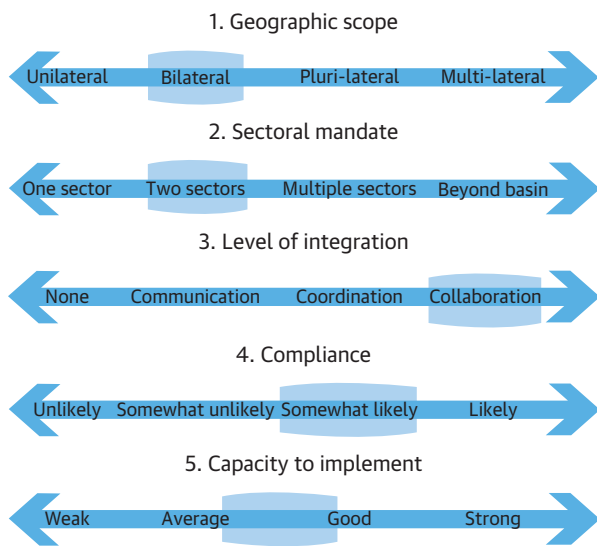 1. Geographic scope
Unilateral Bilateral Pluri-lateral Multi-lateral
2. Sectoral mandate
One sector Two sectors Multiple sectors Beyond basin
3. Level of integration
None Communication Coordination Collaboration
4. Compliance
Unlikely Somewhat unlikely Somewhat likely Likely
5. Capacity to implement
Weak Average Good Strong